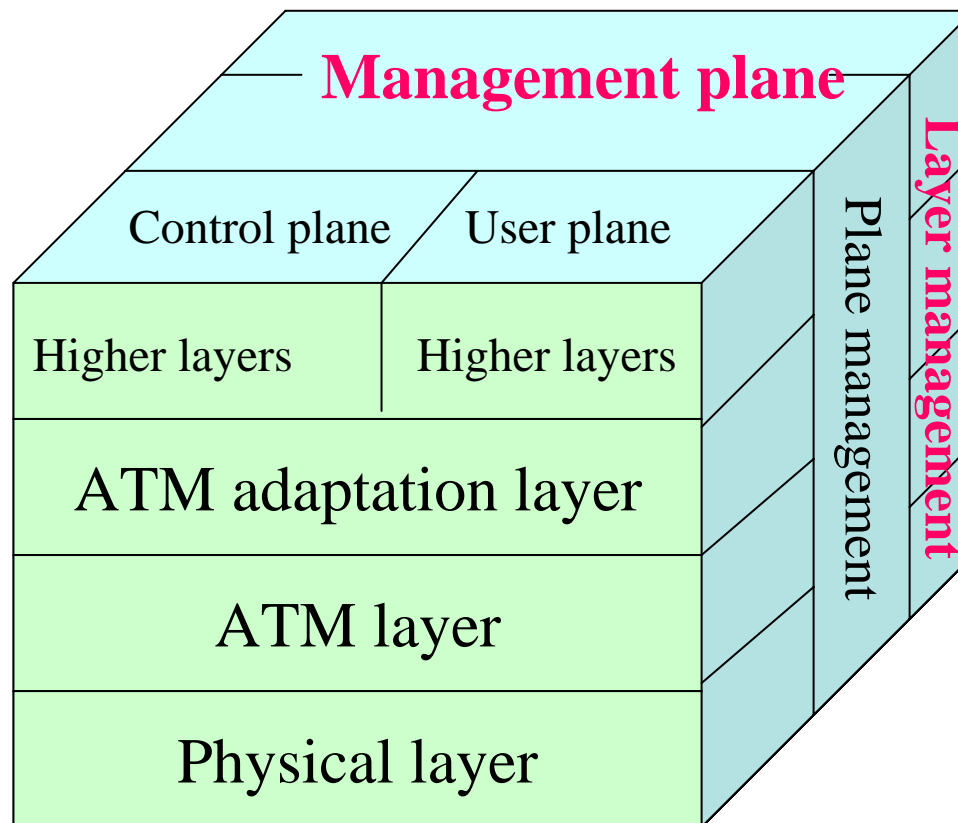 Management plane
Control plane
User plane
Higher layers
Higher layers
ATM adaptation layer
ATM layer
Physical layer
Plane management
Layer management